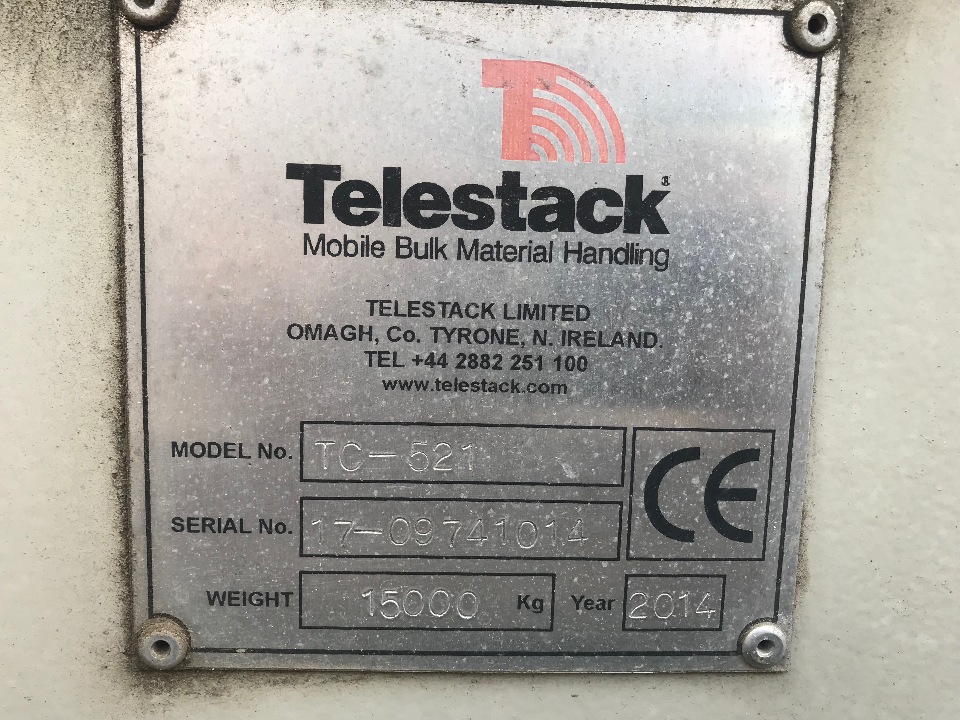 Telestack®
Mobile Bulk Material Handling
TELESTACK LIMITED
OMAGH, Co. TYRONE, N. IRELAND.
TEL +44 2882 251 100
www.telestack.com
MODEL No. TC-521
CE
SERIAL No. 17-09741014
WEIGHT 15000 Kg Year 2014